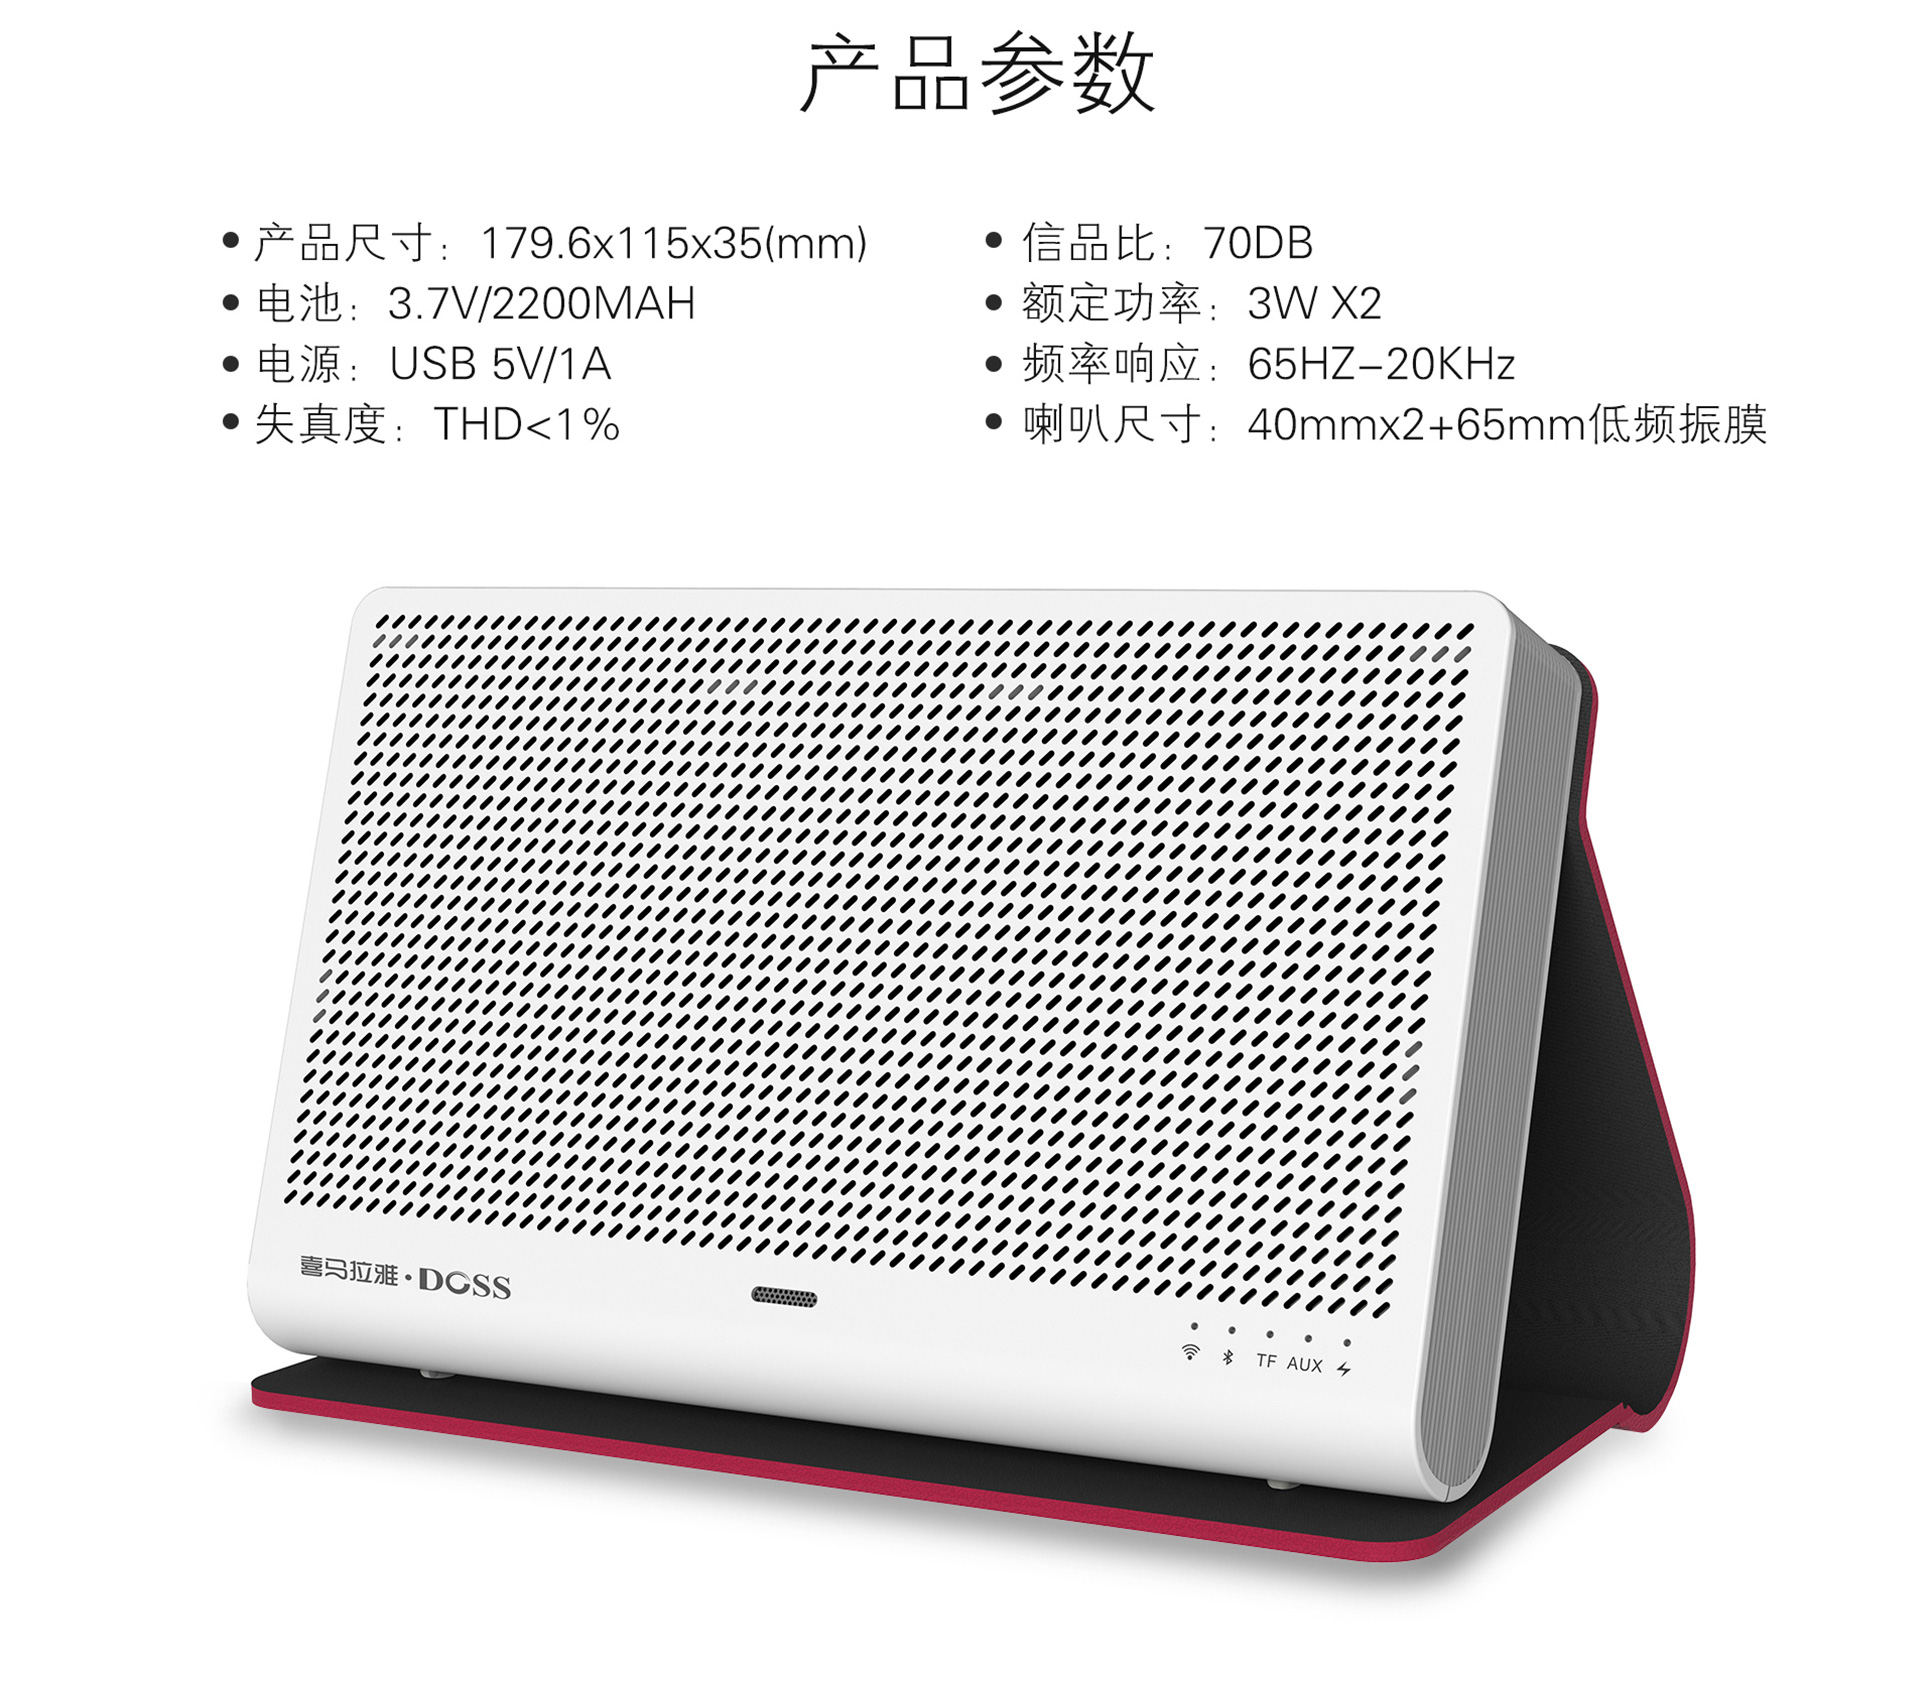 产品参数
产品尺寸：179.6x115x35(mm)
电池：3.7V/2200MAH
电源：USB 5V/1A
失真度：THD<1%
信品比：70DB
额定功率：3W X2
频率响应：65HZ–20KHz
喇叭尺寸：40mmx2+65mm低频振膜
喜马拉雅·DOSS
TF AUX